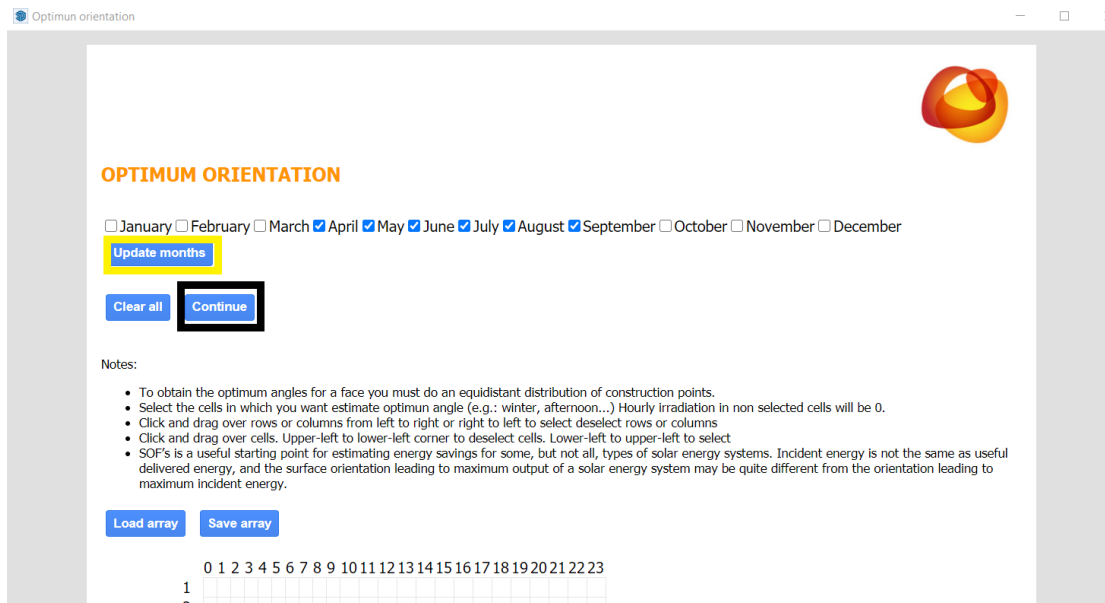 Optimun orientation
OPTIMUM ORIENTATION
January February March April May June July August September October November December
Update months
Clear all Continue
Notes:
• To obtain the optimum angles for a face you must do an equidistant distribution of construction points.
• Select the cells in which you want estimate optimun angle (e.g.: winter, afternoon...) Hourly irradiation in non selected cells will be 0.
• Click and drag over rows or columns from left to right or right to left to select deselect rows or columns
• Click and drag over cells. Upper-left to lower-left corner to deselect cells. Lower-left to upper-left to select
• SOF's is a useful starting point for estimating energy savings for some, but not all, types of solar energy systems. Incident energy is not the same as useful
delivered energy, and the surface orientation leading to maximum output of a solar energy system may be quite different from the orientation leading to
maximum incident energy.
Load array Save array
0 1 2 3 4 5 6 7 8 9 10 11 12 13 14 15 16 17 18 19 20 21 22 23
1